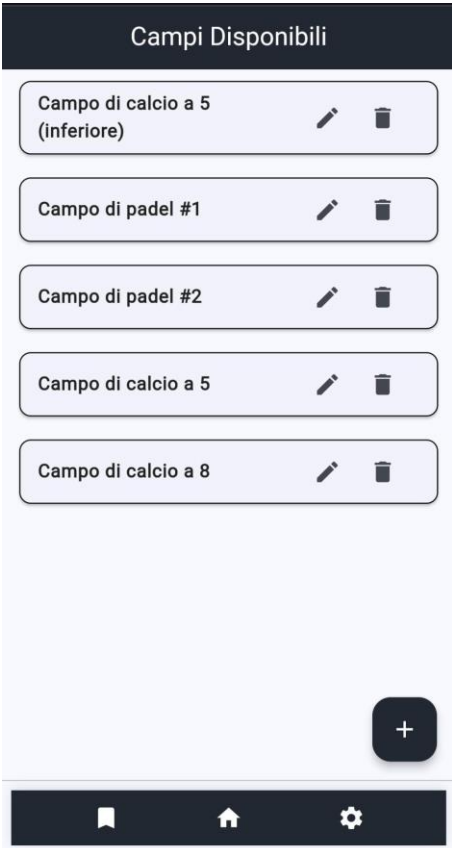 Campi Disponibili
Campo di calcio a 5
(inferiore)
Campo di padel #1
Campo di padel #2
Campo di calcio a 5
Campo di calcio a 8
+